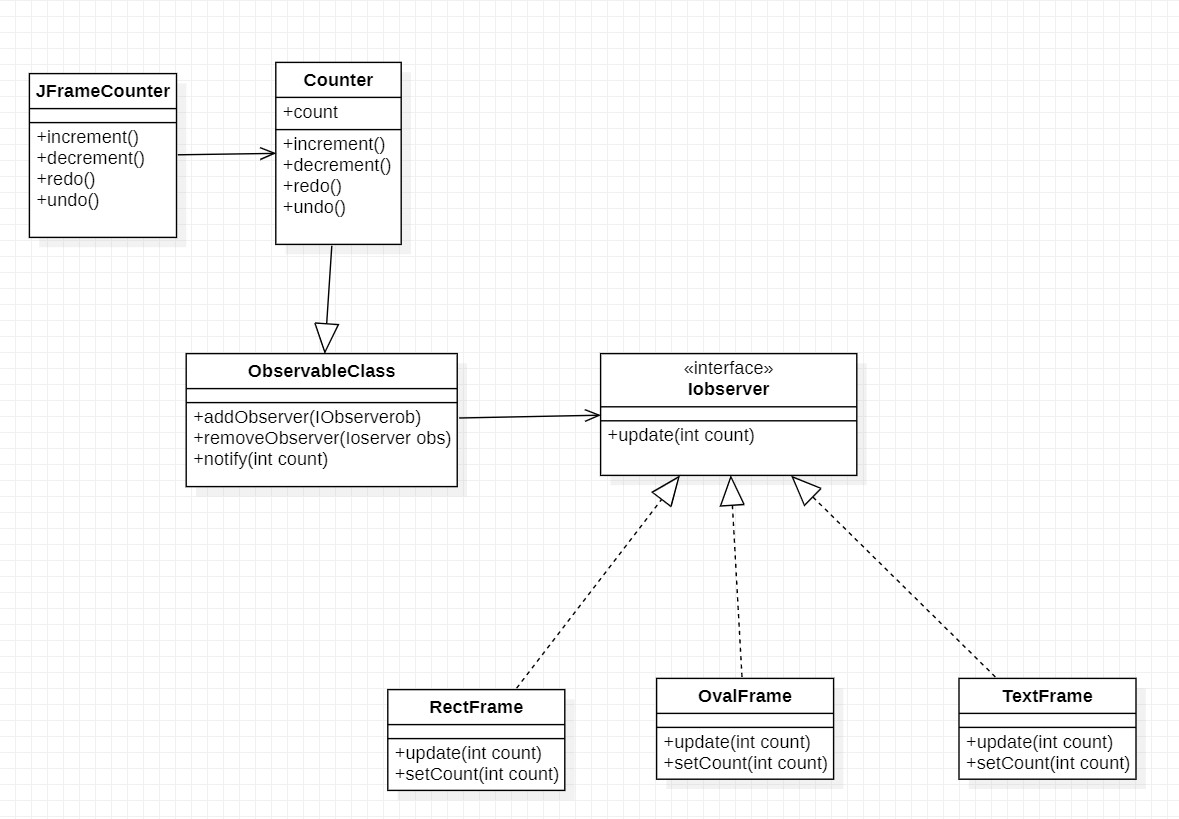 JFrameCounter
+increment()
+decrement()
+redo()
+undo()
Counter
+count
+increment()
+decrement()
+redo()
+undo()
ObservableClass
+addObserver(IObserverob)
+removeObserver(Ioserver obs)
+notify(int count)
«interface»
Iobserver
+update(int count)
RectFrame
+update(int count)
+setCount(int count)
OvalFrame
+update(int count)
+setCount(int count)
TextFrame
+update(int count)
+setCount(int count)